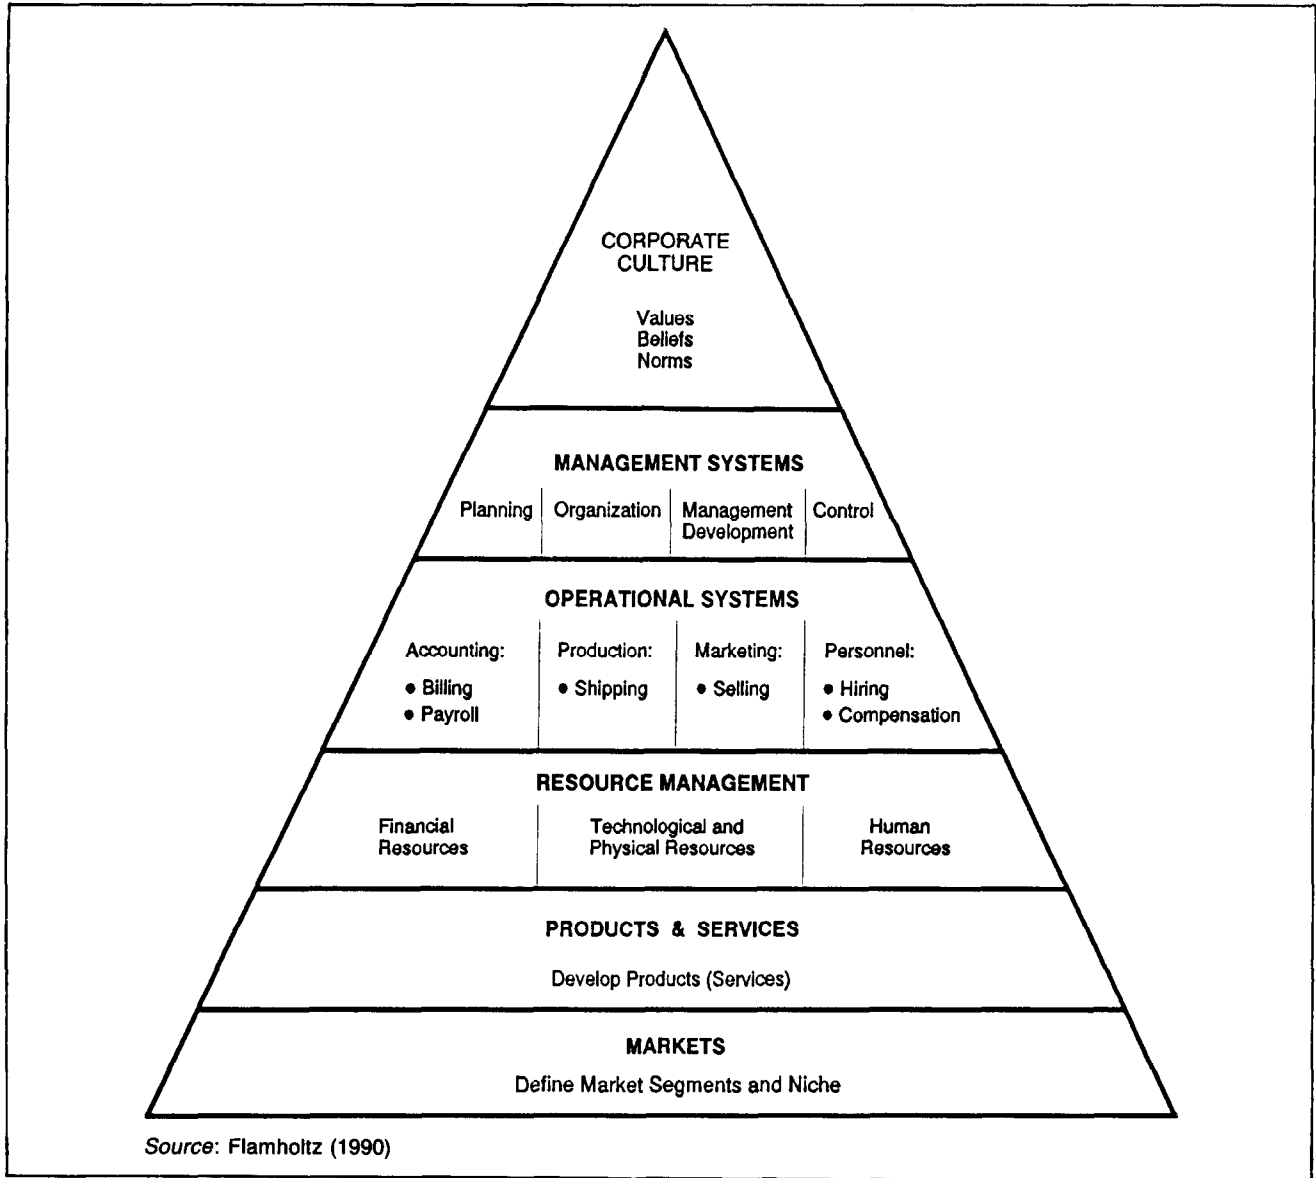 CORPORATE
CULTURE
Values
Beliefs
Norms
MANAGEMENT SYSTEMS
Planning
Organization
Management
Development
Control
OPERATIONAL SYSTEMS
Accounting:
• Billing
• Payroll
Production:
• Shipping
Marketing:
• Selling
Personnel:
• Hiring
• Compensation
RESOURCE MANAGEMENT
Financial
Resources
Technological and
Physical Resources
Human
Resources
PRODUCTS & SERVICES
Develop Products (Services)
MARKETS
Define Market Segments and Niche
Source: Flamholtz (1990)